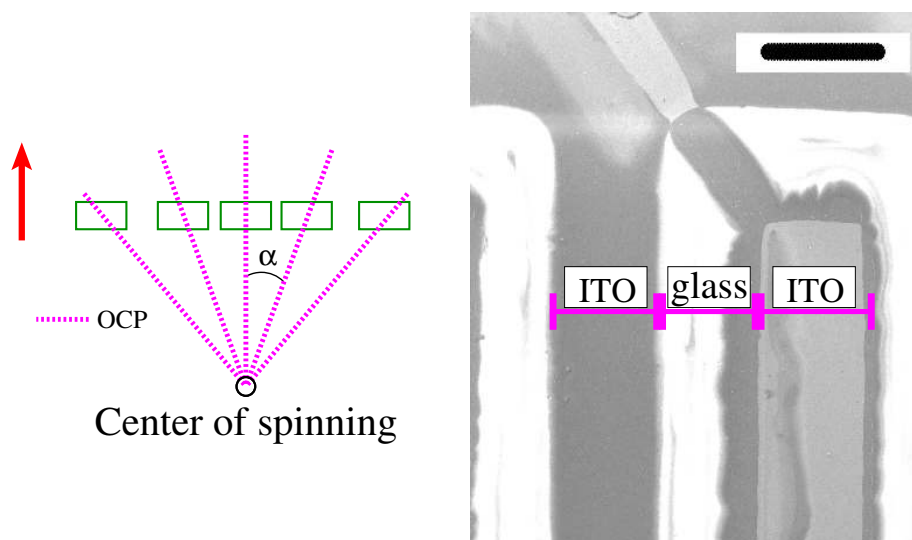 α
OCP
Center of spinning
ITO
glass
ITO